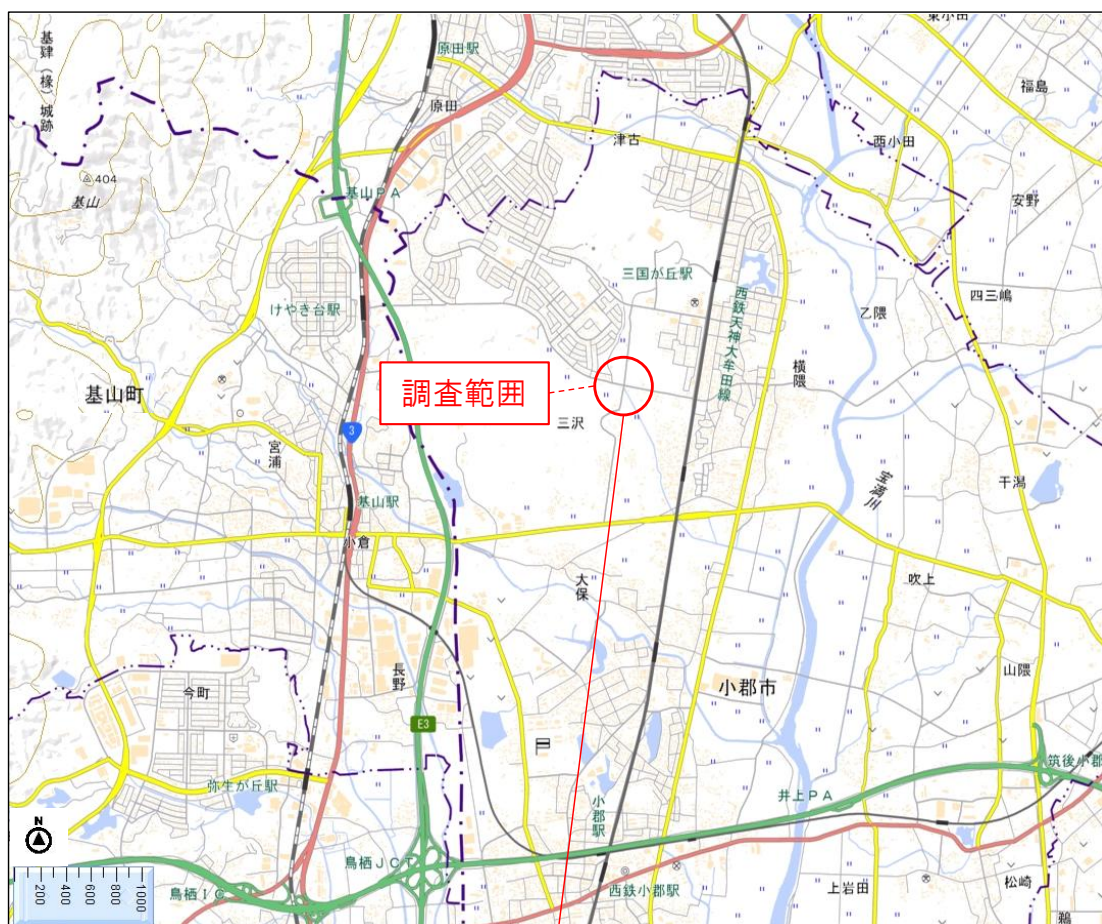 基肄（椽）城跡
原田駅
原田
東小田
福島
津古
西小田
404
基山
基山ＰＡ
安野
三国が丘駅
けやき台駅
西鉄天神大牟田線
四三嶋
乙隈
横隈
調査範囲
基山町
三沢
3
宮浦
宝満川
干潟
基山駅
小倉
大保
吹上
山隈
今町
長野
小郡市
E3
弥生が丘駅
筑後小郡
井上ＰＡ
小郡駅
N
鳥栖ＪＣＴ
鳥栖ＩＣ
西鉄小郡駅
上岩田
松崎
鵜
200
400
600
800
1000